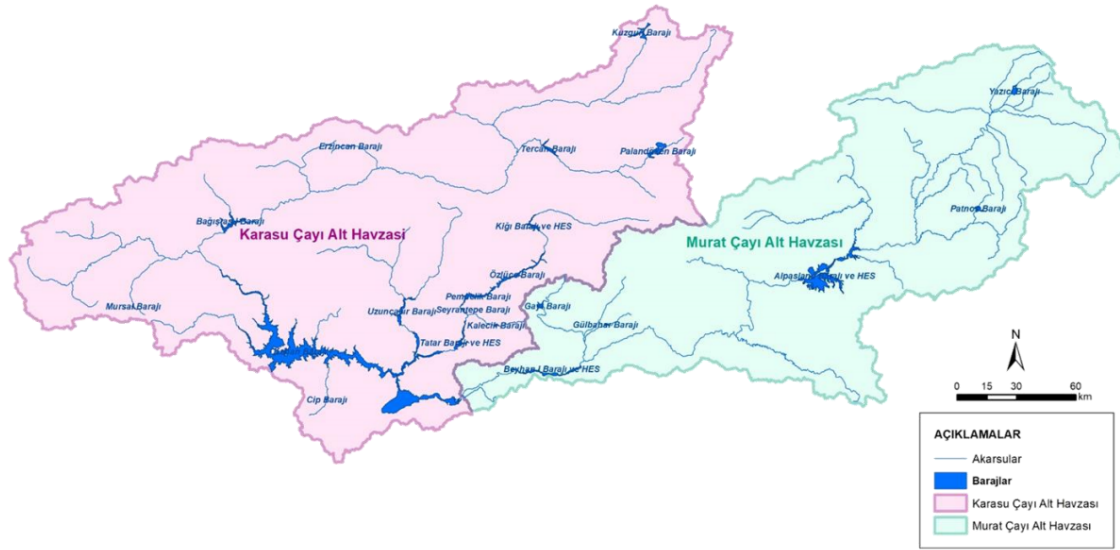 Kuzgun Barajı
Yazıcı Barajı
Erzincan Barajı
Tercan Barajı
Palandöken Barajı
Bağıştaş I Barajı
Patnos Barajı
Kiğı Barajı ve HES
Karasu Çayı Alt Havzası
Murat Çayı Alt Havzası
Özlüce Barajı
Alpaslan I Barajı ve HES
Pembelik Barajı
Mursal Barajı
Uzunçayır Barajı
Seyrantepe Barajı
Gayt Barajı
Kalecik Barajı
Gülbahar Barajı
Tatar Barajı ve HES
Beyhan I Barajı ve HES
Cip Barajı
N
0 15 30 60
km
AÇIKLAMALAR
Akarsular
Barajlar
Karasu Çayı Alt Havzası
Murat Çayı Alt Havzası